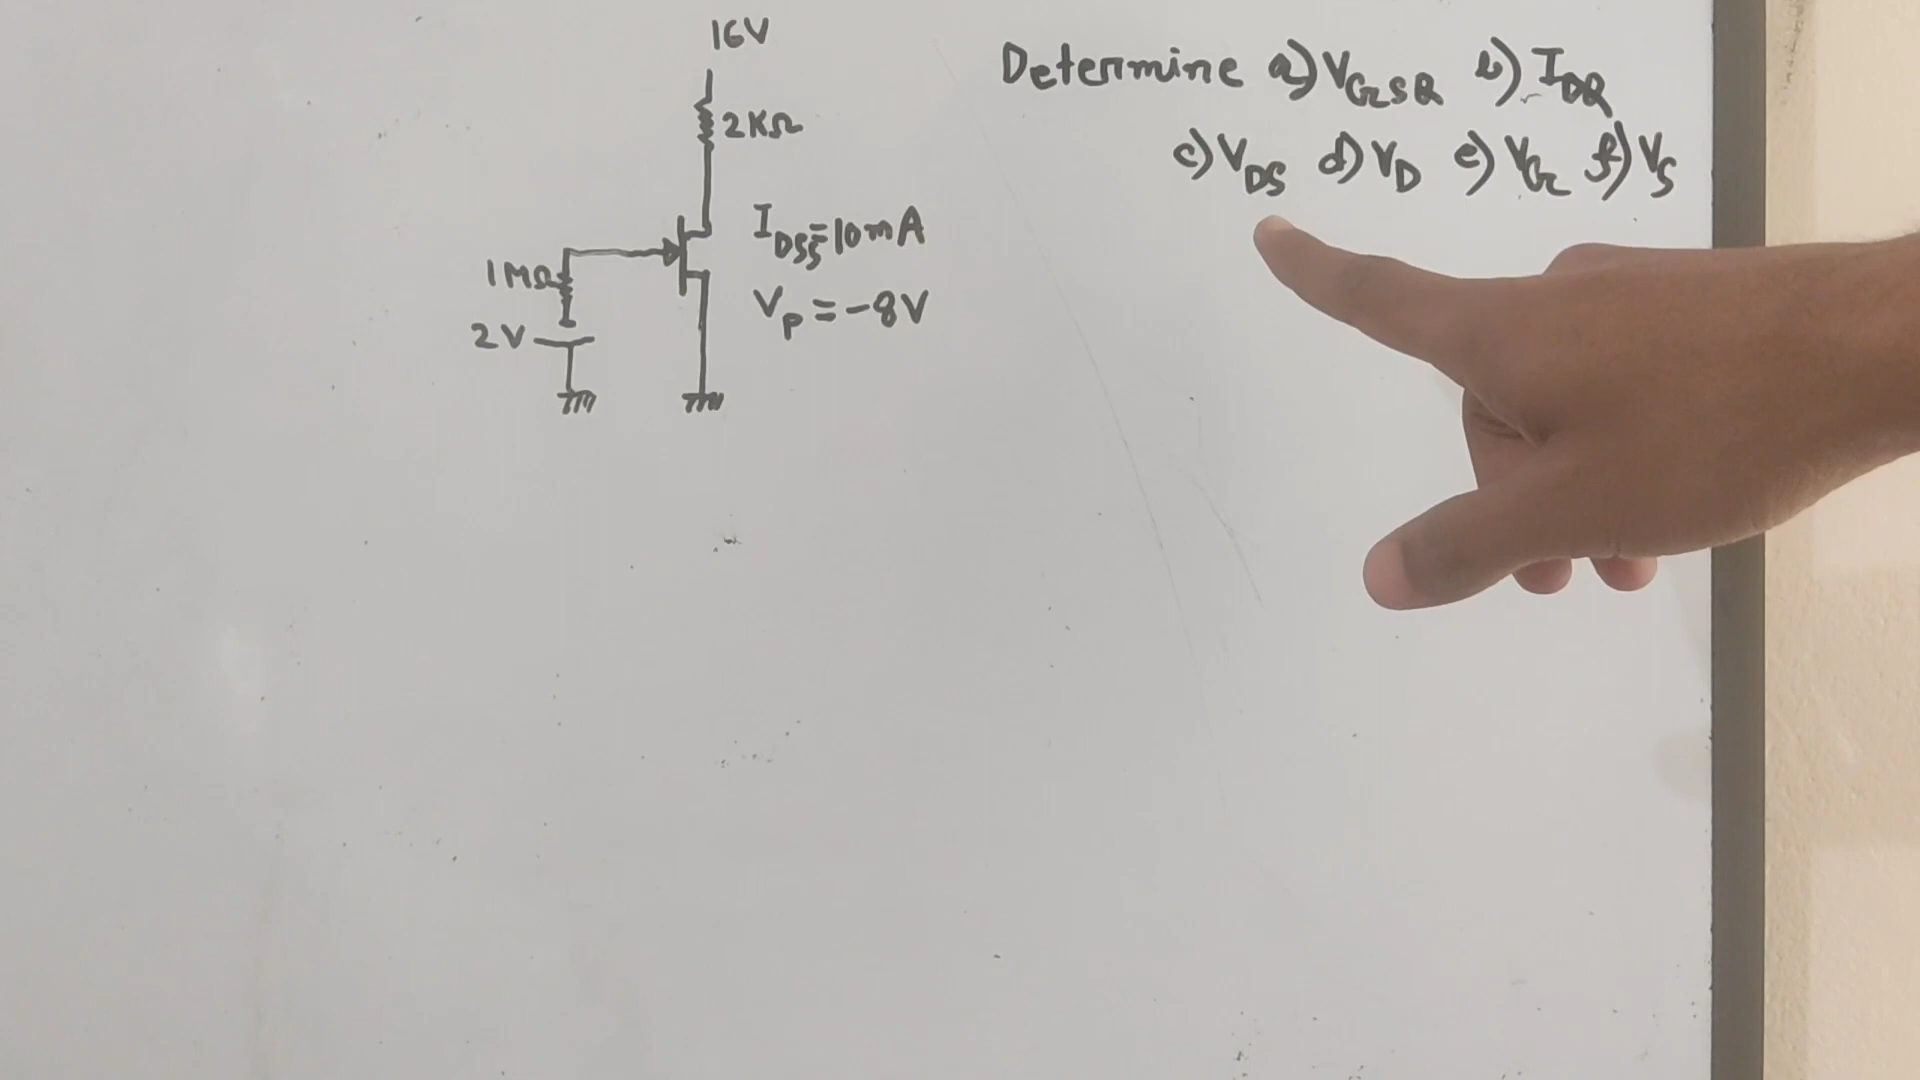 16V
2KΩ
Determine a) VGSQ b) IDQ
c) VDS d) VD e) VG f) VS
IDSS=10mA
1MΩ
VP=-8V
2V